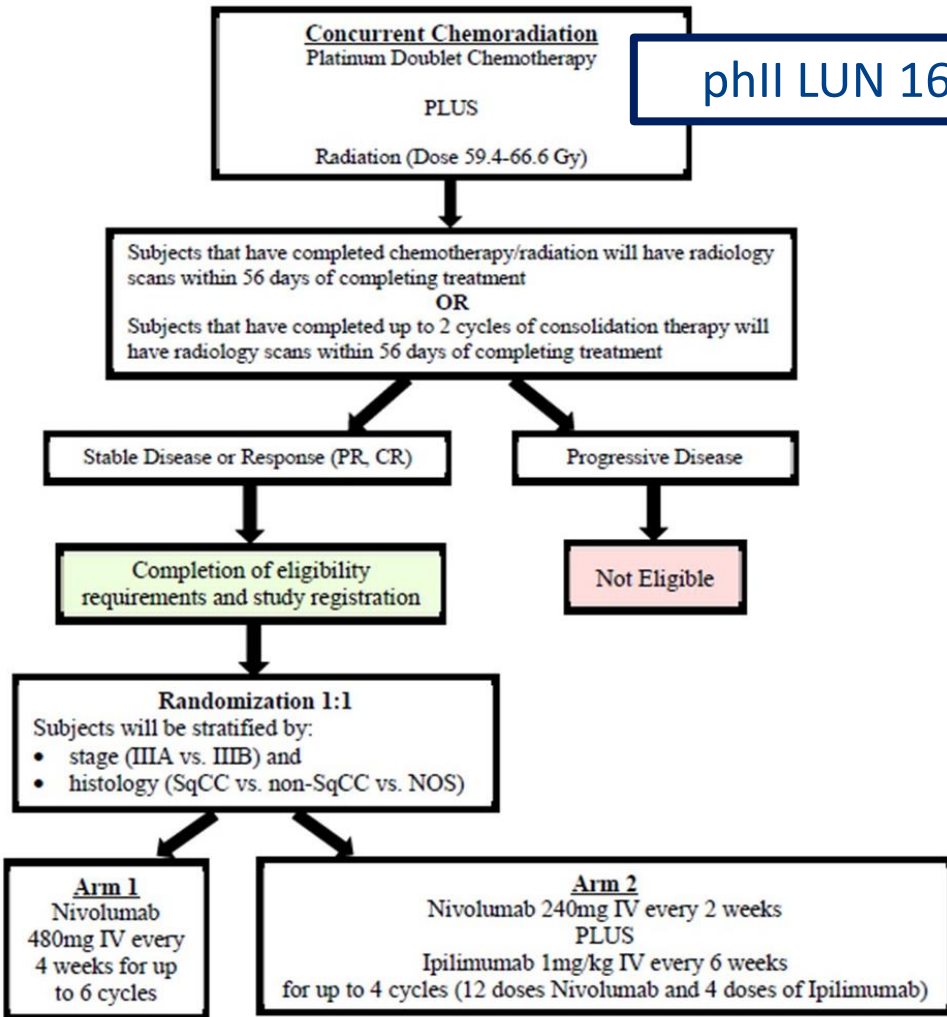 Concurrent Chemoradiation
Platinum Doublet Chemotherapy
PLUS
Radiation (Dose 59.4-66.6 Gy)
phII LUN 16
Subjects that have completed chemotherapy/radiation will have radiology
scans within 56 days of completing treatment
OR
Subjects that have completed up to 2 cycles of consolidation therapy will
have radiology scans within 56 days of completing treatment
Stable Disease or Response (PR, CR)
Progressive Disease
Completion of eligibility
requirements and study registration
Not Eligible
Randomization 1:1
Subjects will be stratified by:
• stage (IIIA vs. IIIB) and
• histology (SqCC vs. non-SqCC vs. NOS)
Arm 1
Nivolumab
480mg IV every
4 weeks for up
to 6 cycles
Arm 2
Nivolumab 240mg IV every 2 weeks
PLUS
Ipilimumab 1mg/kg IV every 6 weeks
for up to 4 cycles (12 doses Nivolumab and 4 doses of Ipilimumab)